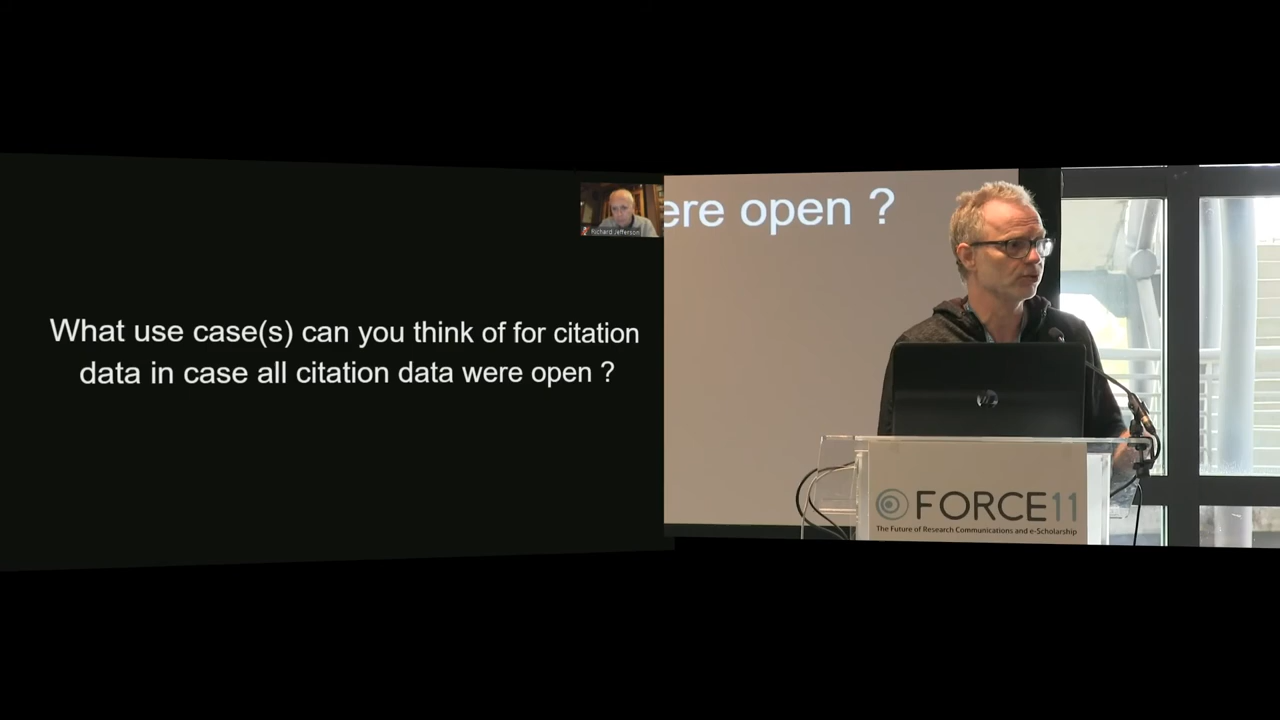 Richard Jefferson
What use case(s) can you think of for citation
data in case all citation data were open ?
ere open ?
hp
FORCE11
The Future of Research Communications and e-Scholarship